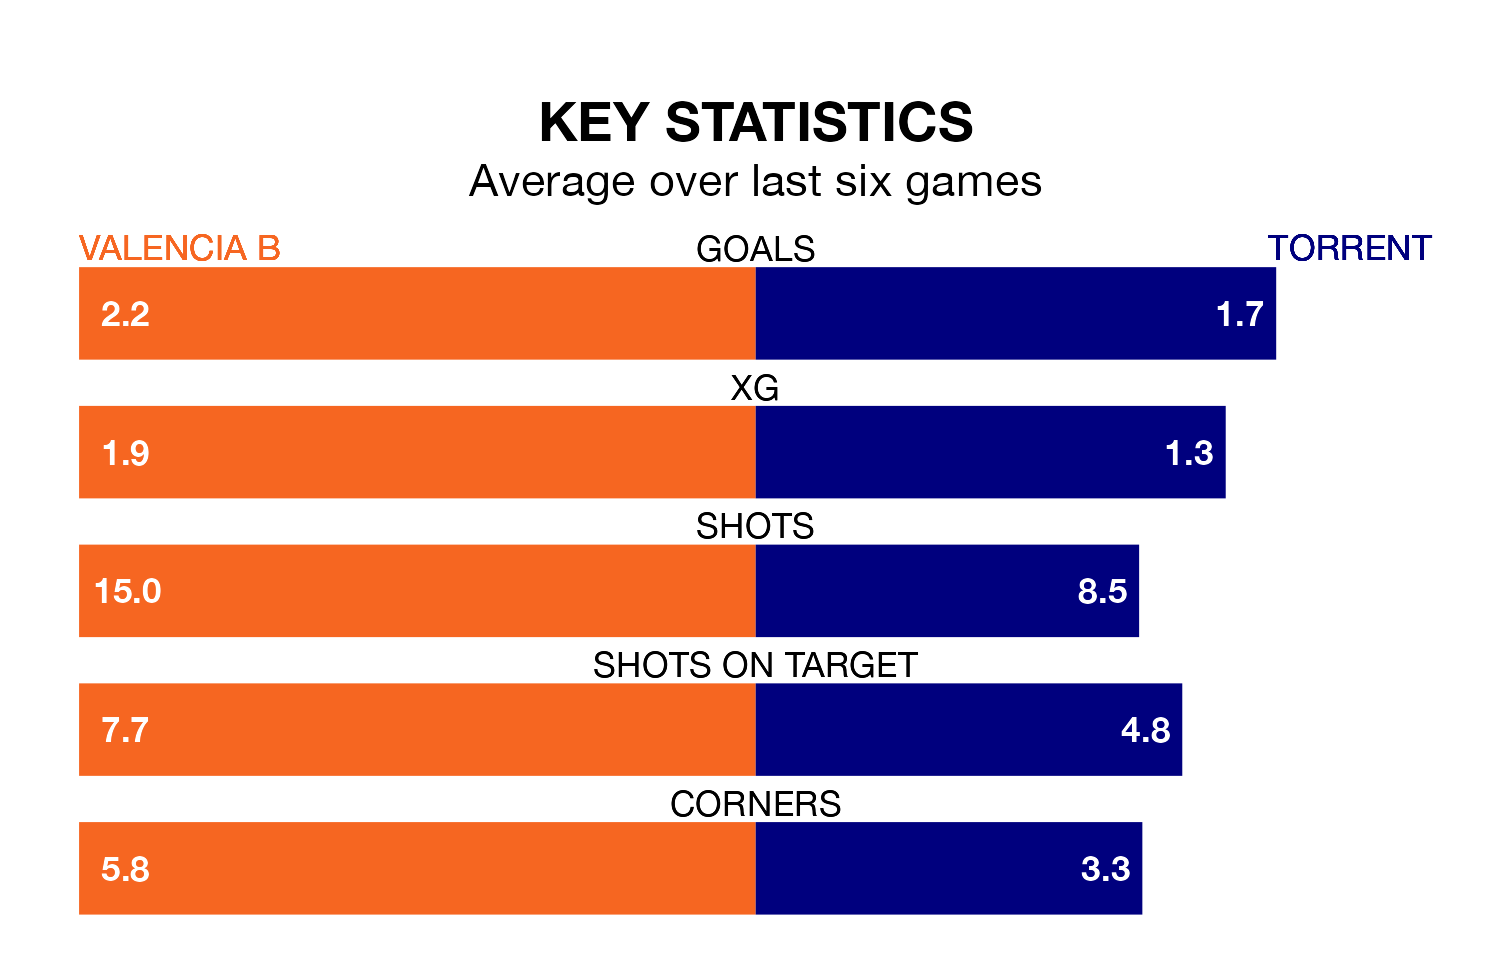 KEY STATISTICS
Average over last six games
VALENCIA B GOALS TORRENT
2.2 1.7
XG
1.9 1.3
SHOTS
15.0 8.5
SHOTS ON TARGET
7.7 4.8
CORNERS
5.8 3.3